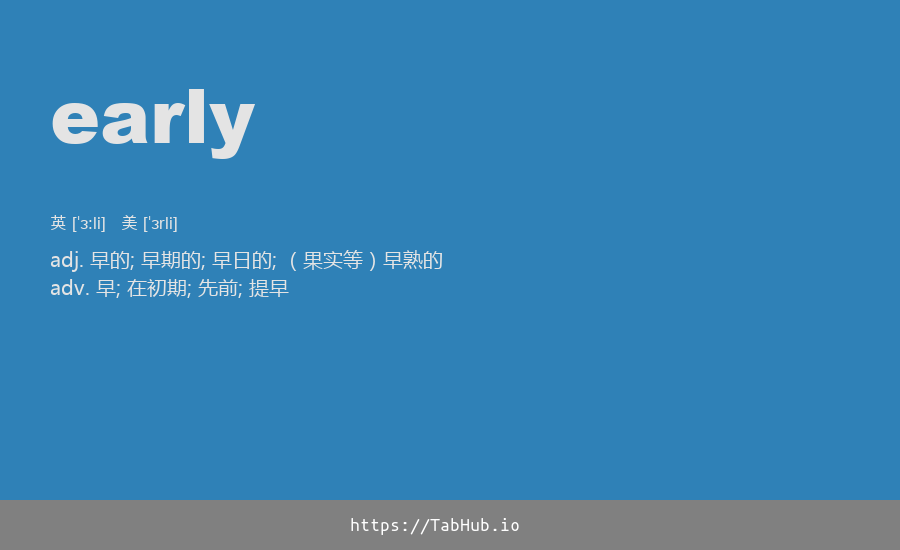 early
英 [ˈɜːli]   美 [ˈɜrli]
adj. 早的; 早期的; 早日的; （果实等）早熟的
adv. 早; 在初期; 先前; 提早
https://TabHub.io